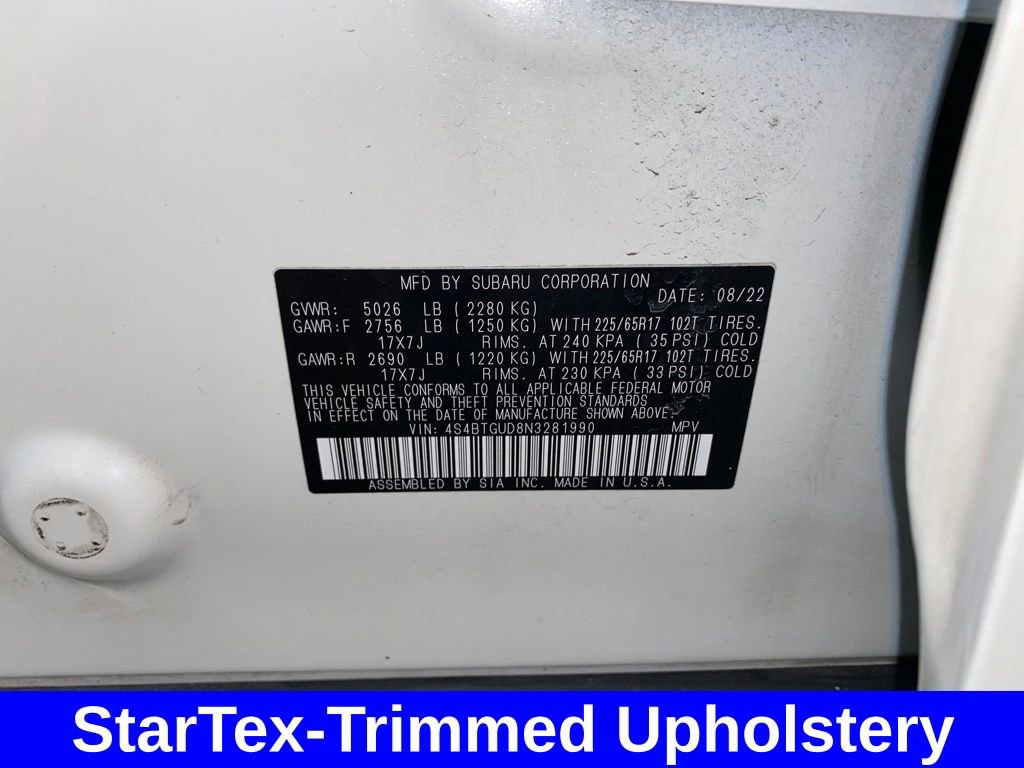 MFD BY SUBARU CORPORATION
DATE: 08/22
GVWR: 5026 LB ( 2280 KG)
GAWR:F 2756 LB ( 1250 KG) WITH 225/65R17 102T TIRES.
17X7J RIMS. AT 240 KPA ( 35 PSI) COLD
GAWR:R 2690 LB ( 1220 KG) WITH 225/65R17 102T TIRES.
17X7J RIMS. AT 230 KPA ( 33 PSI) COLD
THIS VEHICLE CONFORMS TO ALL APPLICABLE FEDERAL MOTOR
VEHICLE SAFETY AND THEFT PREVENTION STANDARDS
IN EFFECT ON THE DATE OF MANUFACTURE SHOWN ABOVE.
VIN: 4S4BTGUD8N3281990 MPV
ASSEMBLED BY SIA INC. MADE IN U.S.A.
StarTex-Trimmed Upholstery